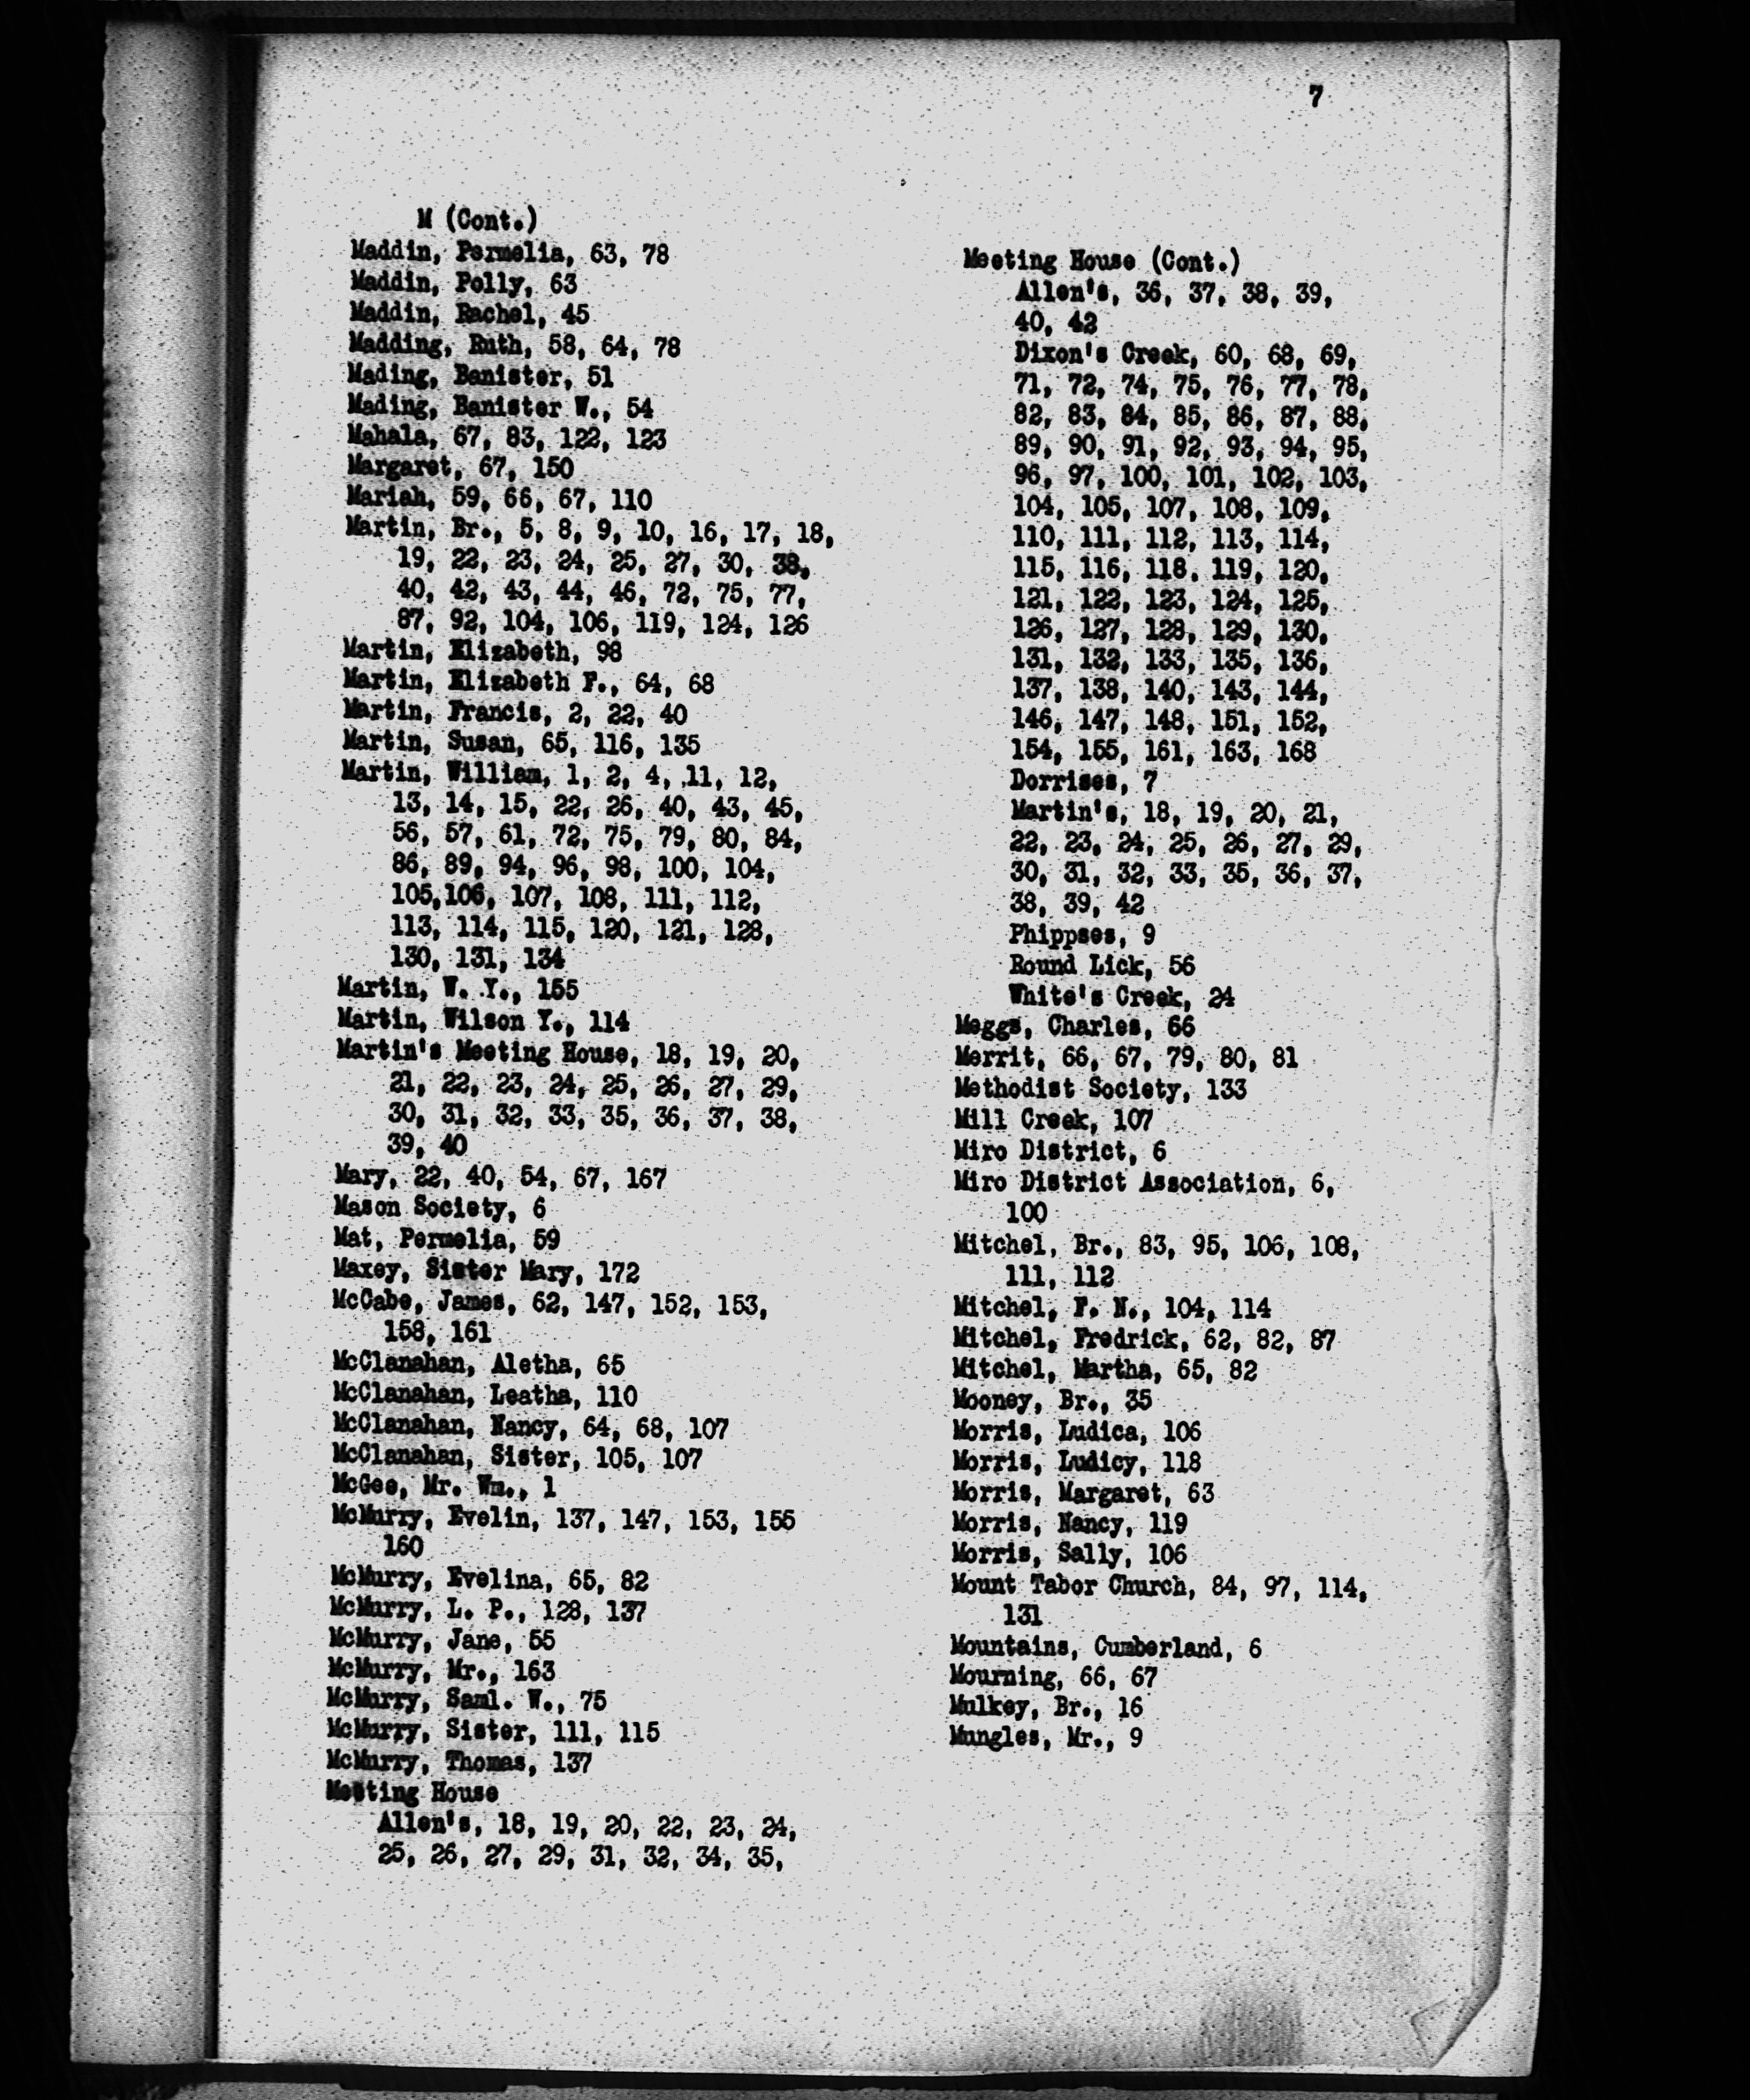 7
M (Cont.)
Maddin, Permelia, 63, 78
Maddin, Polly, 63
Maddin, Rachel, 45
Madding, Ruth, 58, 64, 78
Mading, Banister, 51
Mading, Banister W., 54
Mahala, 67, 83, 122, 123
Margaret, 67, 150
Mariah, 59, 66, 67, 110
Martin, Br., 5, 8, 9, 10, 16, 17, 18,
19, 22, 23, 24, 25, 27, 30, 38,
40, 42, 43, 44, 46, 72, 75, 77,
87, 92, 104, 106, 119, 124, 126
Martin, Elizabeth, 98
Martin, Elizabeth F., 64, 68
Martin, Francis, 2, 22, 40
Martin, Susan, 65, 116, 135
Martin, William, 1, 2, 4, 11, 12,
13, 14, 15, 22, 26, 40, 43, 45,
56, 57, 61, 72, 75, 79, 80, 84,
86, 89, 94, 96, 98, 100, 104,
105,106, 107, 108, 111, 112,
113, 114, 115, 120, 121, 128,
130, 131, 134
Martin, W. Y., 155
Martin, Wilson Y., 114
Martin's Meeting House, 18, 19, 20,
21, 22, 23, 24, 25, 26, 27, 29,
30, 31, 32, 33, 35, 36, 37, 38,
39, 40
Mary, 22, 40, 54, 67, 167
Mason Society, 6
Mat, Permelia, 59
Maxey, Sister Mary, 172
McCabe, James, 62, 147, 152, 153,
158, 161
McClanahan, Aletha, 65
McClanahan, Leatha, 110
McClanahan, Nancy, 64, 68, 107
McClanahan, Sister, 105, 107
McGee, Mr. Wm., 1
McMurry, Evelin, 137, 147, 153, 155
160
McMurry, Evelina, 65, 82
McMurry, L. P., 128, 137
McMurry, Jane, 55
McMurry, Mr., 163
McMurry, Saml. W., 75
McMurry, Sister, 111, 115
McMurry, Thomas, 137
Meeting House
Allen's, 18, 19, 20, 22, 23, 24,
25, 26, 27, 29, 31, 32, 34, 35,
Meeting House (Cont.)
Allen's, 36, 37, 38, 39,
40, 42
Dixon's Creek, 60, 68, 69,
71, 72, 74, 75, 76, 77, 78,
82, 83, 84, 85, 86, 87, 88,
89, 90, 91, 92, 93, 94, 95,
96, 97, 100, 101, 102, 103,
104, 105, 107, 108, 109,
110, 111, 112, 113, 114,
115, 116, 118, 119, 120,
121, 122, 123, 124, 125,
126, 127, 128, 129, 130,
131, 132, 133, 135, 136,
137, 138, 140, 143, 144,
146, 147, 148, 151, 152,
154, 155, 161, 163, 168
Dorrises, 7
Martin's, 18, 19, 20, 21,
22, 23, 24, 25, 26, 27, 29,
30, 31, 32, 33, 35, 36, 37,
38, 39, 42
Phippses, 9
Round Lick, 56
White's Creek, 24
Meggs, Charles, 66
Merrit, 66, 67, 79, 80, 81
Methodist Society, 133
Mill Creek, 107
Miro District, 6
Miro District Association, 6,
100
Mitchel, Br., 83, 95, 106, 108,
111, 112
Mitchel, F. N., 104, 114
Mitchel, Fredrick, 62, 82, 87
Mitchel, Martha, 65, 82
Mooney, Br., 35
Morris, Ludica, 106
Morris, Ludicy, 118
Morris, Margaret, 63
Morris, Nancy, 119
Morris, Sally, 106
Mount Tabor Church, 84, 97, 114,
131
Mountains, Cumberland, 6
Mourning, 66, 67
Mulkey, Br., 16
Mungles, Mr., 9